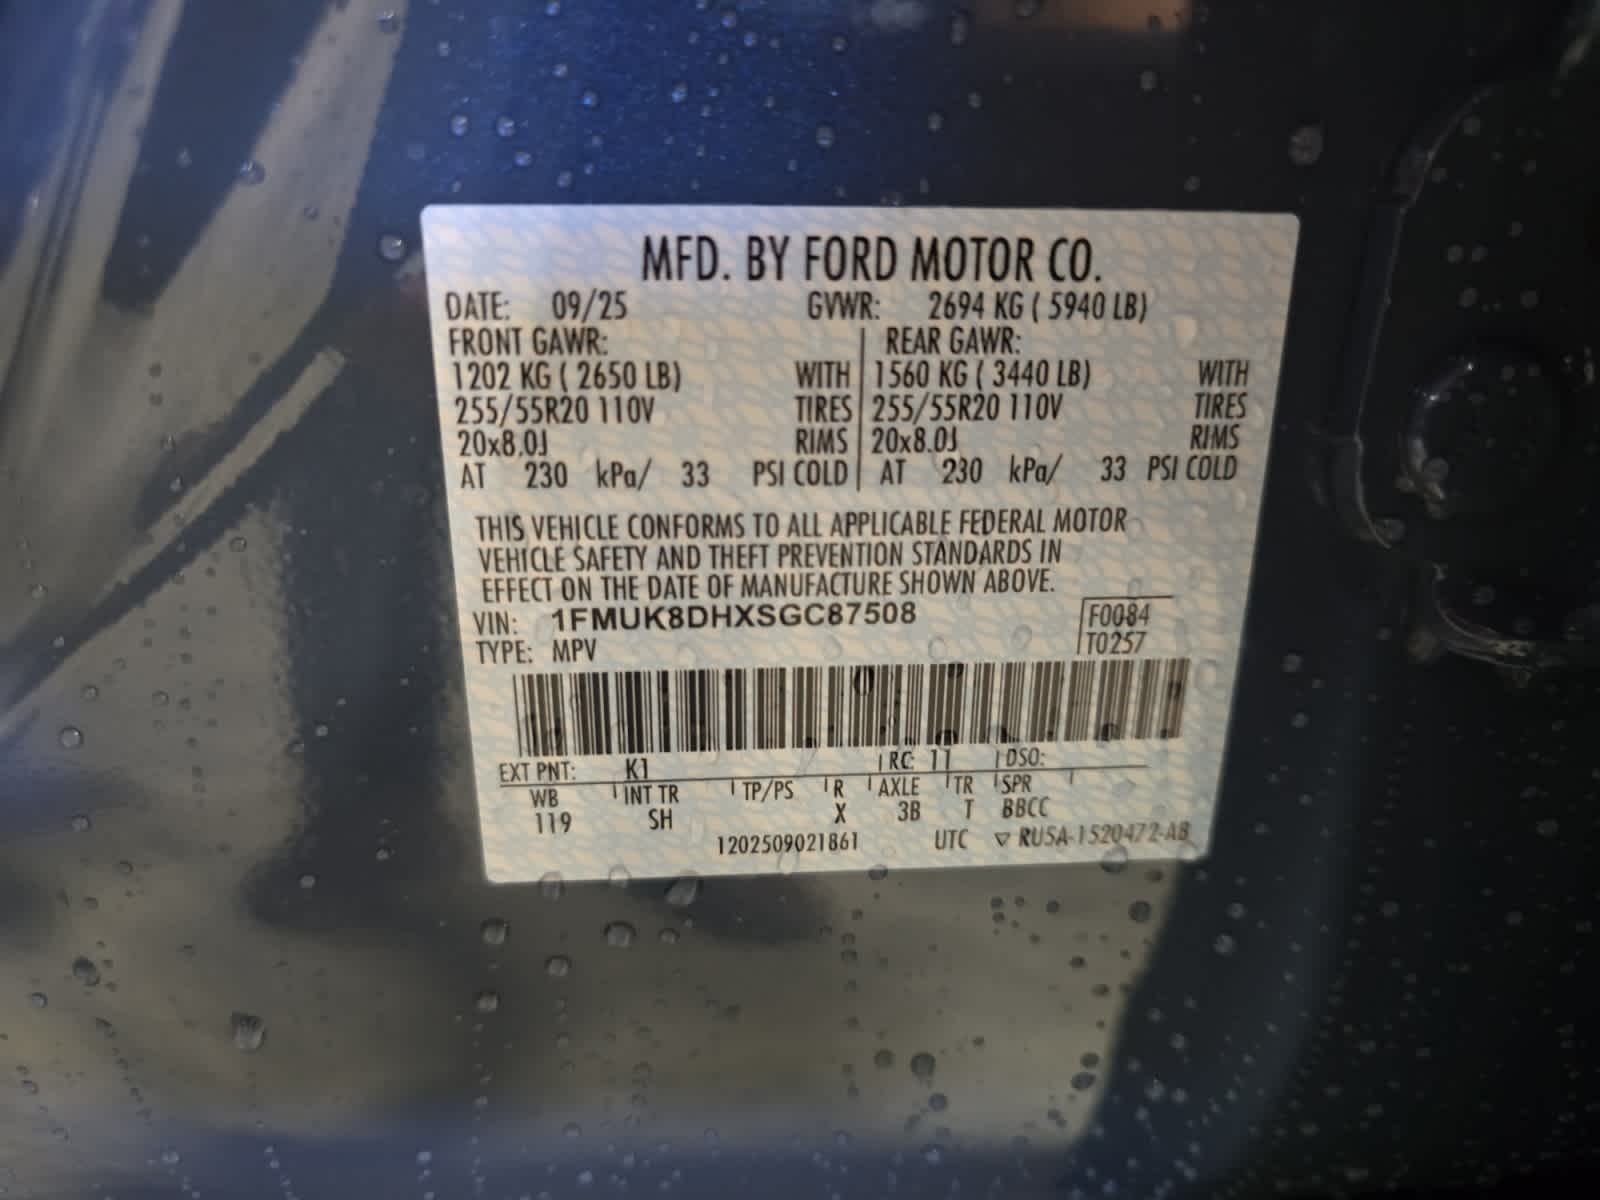 MFD. BY FORD MOTOR CO.
DATE: 09/25 GVWR: 2694 KG ( 5940 LB)
FRONT GAWR: REAR GAWR:
1202 KG ( 2650 LB) WITH 1560 KG ( 3440 LB) WITH
255/55R20 110V TIRES 255/55R20 110V TIRES
20x8.0J RIMS 20x8.0J RIMS
AT 230 kPa/ 33 PSI COLD AT 230 kPa/ 33 PSI COLD
THIS VEHICLE CONFORMS TO ALL APPLICABLE FEDERAL MOTOR
VEHICLE SAFETY AND THEFT PREVENTION STANDARDS IN
EFFECT ON THE DATE OF MANUFACTURE SHOWN ABOVE.
VIN: 1FMUK8DHXSGC87508 F0084
TYPE: MPV T0257
EXT PNT: K1 RC: 11 DSO:
WB INT TR TP/PS R AXLE TR SPR
119 SH X 3B T BBCC
1202509021861 UTC ▽ RU5A-1520472-AB